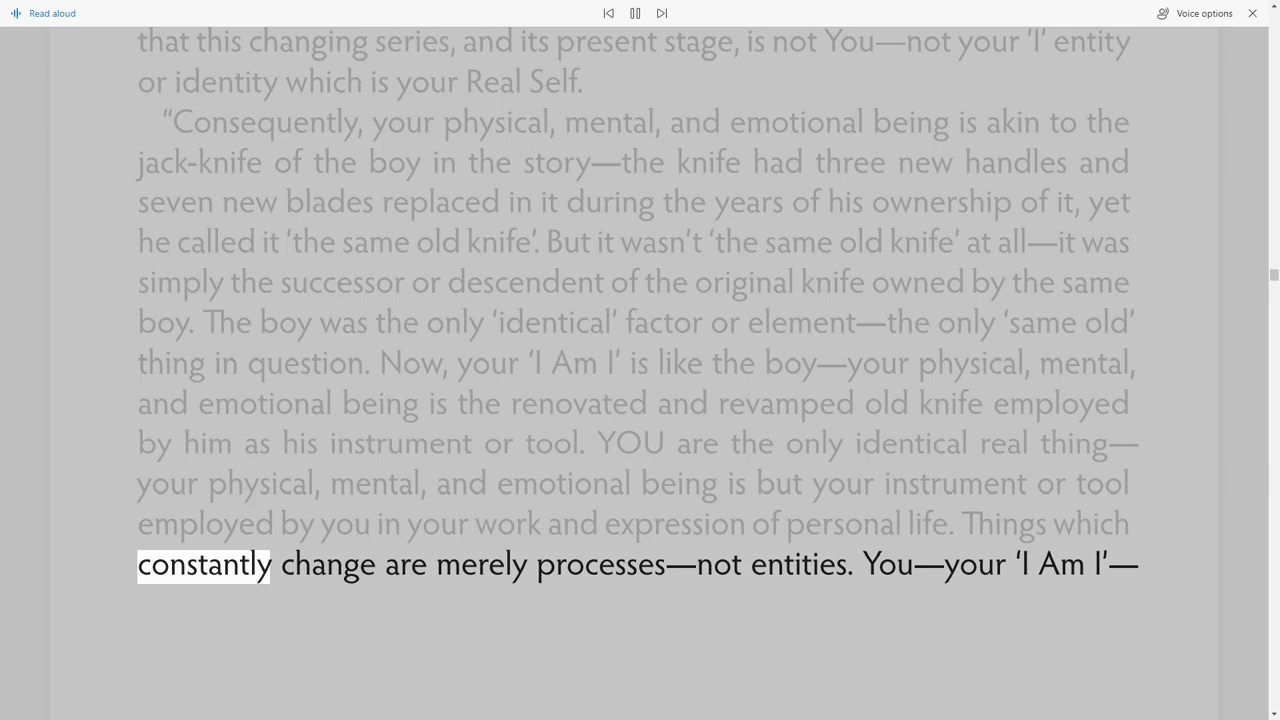 Read aloud
Voice options
that this changing series, and its present stage, is not You—not your ‘I’ entity
or identity which is your Real Self.
“Consequently, your physical, mental, and emotional being is akin to the
jack-knife of the boy in the story—the knife had three new handles and
seven new blades replaced in it during the years of his ownership of it, yet
he called it ‘the same old knife’. But it wasn’t ‘the same old knife’ at all—it was
simply the successor or descendent of the original knife owned by the same
boy. The boy was the only ‘identical’ factor or element—the only ‘same old’
thing in question. Now, your ‘I Am I’ is like the boy—your physical, mental,
and emotional being is the renovated and revamped old knife employed
by him as his instrument or tool. YOU are the only identical real thing—
your physical, mental, and emotional being is but your instrument or tool
employed by you in your work and expression of personal life. Things which
constantly change are merely processes—not entities. You—your ‘I Am I’—